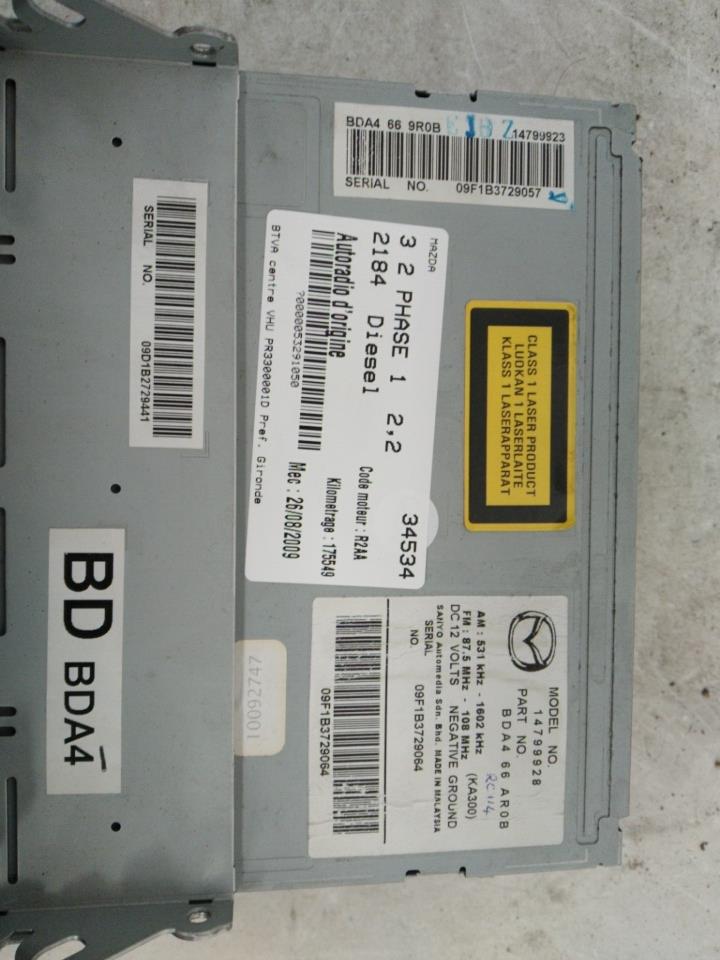 BDA4 66 9R0B
14799923
SERIAL NO. 09F1B3729057
MAZDA
3 2 PHASE 1 2,2
2184 Diesel
34534
Code moteur : R2AA
Autoradio d'origine
Kilometrage : 175549
?0000053291050
Mec : 26/08/2009
BTVA centre VHU PR3300001D Pref. Gironde
CLASS 1 LASER PRODUCT
LUOKAN 1 LASERLAITE
KLASS 1 LASERAPPARAT
SERIAL NO. 09D1B2729441
MODEL NO.
14799928
PART NO.
BDA4 66 AR0B
RC 114
AM : 531 kHz - 1602 kHz
FM : 87.5 MHz - 108 MHz (KA300)
DC 12 VOLTS NEGATIVE GROUND
SANYO Automedia Sdn. Bhd. MADE IN MALAYSIA
SERIAL NO. 09F1B3729064
09F1B3729064
BD BDA4
10092747